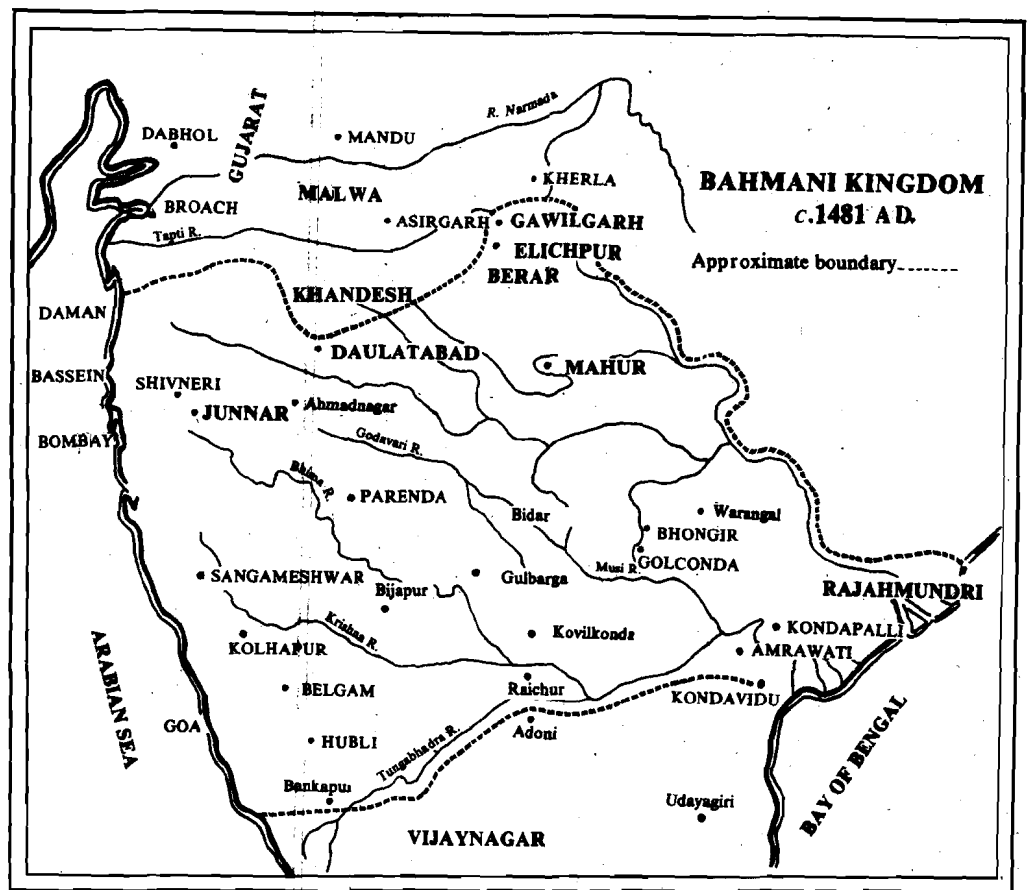 R. Narmada
GUJARAT
DABHOL
MANDU
KHERLA
BAHMANI KINGDOM
c.1481 A.D.
MALWA
BROACH
ASIRGARH
GAWILGARH
Tapti R.
ELICHPUR
BERAR
Approximate boundary
KHANDESH
DAMAN
DAULATABAD
MAHUR
BASSEIN
SHIVNERI
JUNNAR
Ahmadnagar
BOMBAY
Godavari R.
Bhima R.
PARENDA
Bidar
Warangal
BHONGIR
GOLCONDA
Musi R.
SANGAMESHWAR
Gulbarga
Bijapur
RAJAHMUNDRI
Krishna R.
KOLHAPUR
Kovilkonda
KONDAPALLI
AMRAWATI
ARABIAN SEA
BELGAM
Raichur
KONDAVIDU
GOA
HUBLI
Tungabhadra R.
Adoni
BAY OF BENGAL
Bankapur
Udayagiri
VIJAYNAGAR